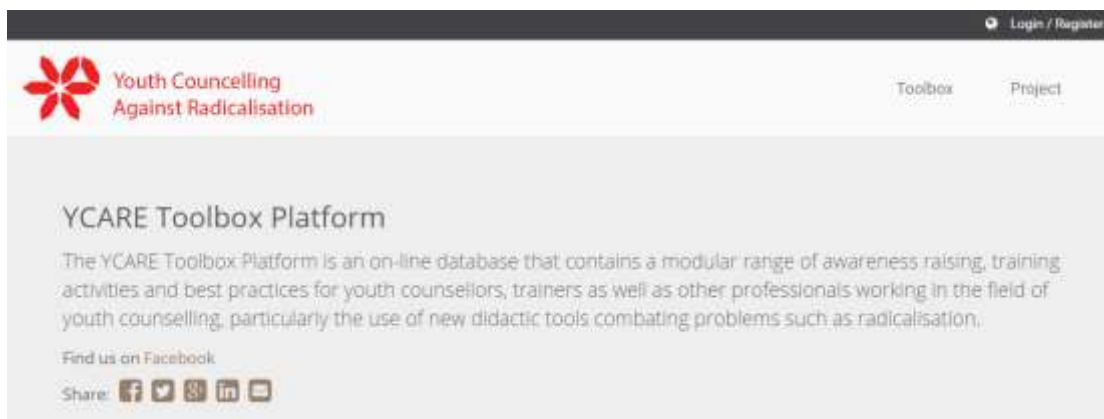 Login / Register
Youth Councelling
Against Radicalisation
Toolbox Project
YCARE Toolbox Platform
The YCARE Toolbox Platform is an on-line database that contains a modular range of awareness raising, training
activities and best practices for youth counsellors, trainers as well as other professionals working in the field of
youth counselling, particularly the use of new didactic tools combating problems such as radicalisation.
Find us on Facebook
Share: